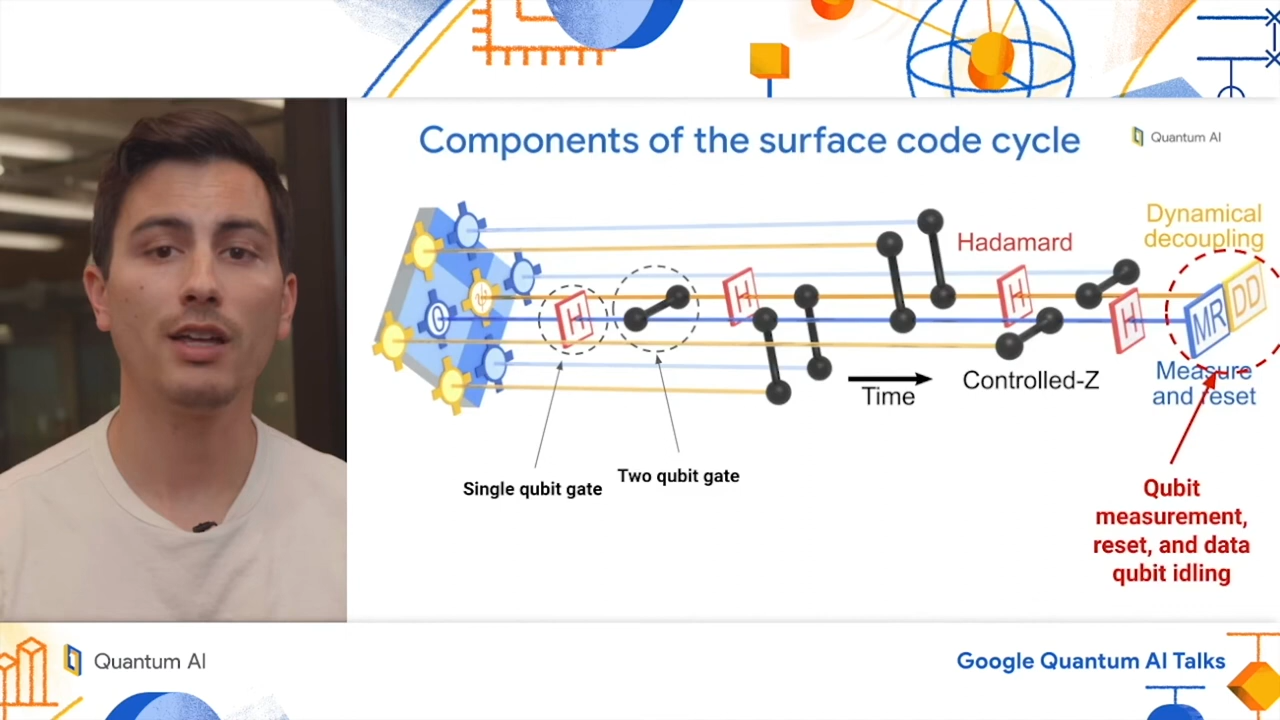 Components of the surface code cycle
Quantum AI
Dynamical
decoupling
Hadamard
H
H
H
H
MR
DD
0
Time
Controlled-Z
Measure
and reset
Single qubit gate
Two qubit gate
Qubit
measurement,
reset, and data
qubit idling
Quantum AI
Google Quantum AI Talks